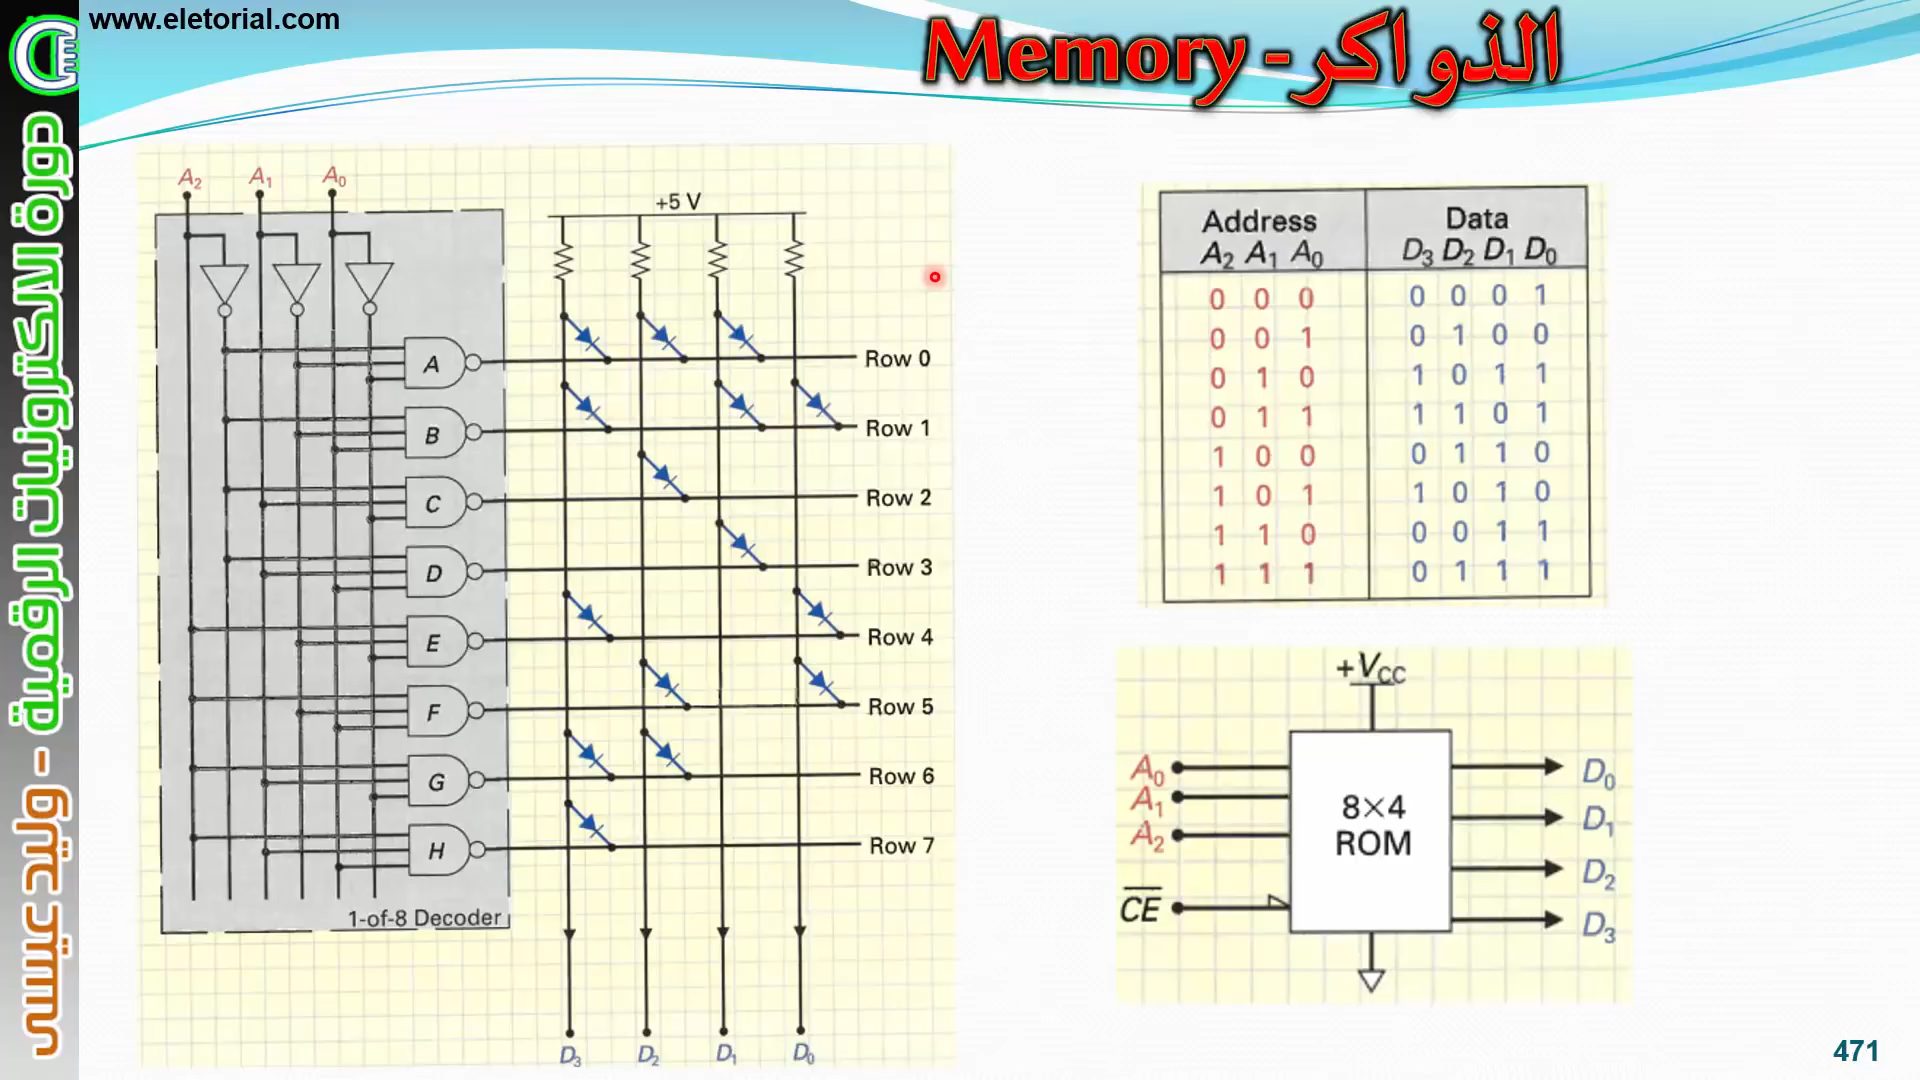 www.eletorial.com
Memory - الذواكر
دورة الالكترونيات الرقمية - وليد عيسى
A2 A1 A0
+5 V
A
Row 0
B
Row 1
C
Row 2
D
Row 3
E
Row 4
F
Row 5
G
Row 6
H
Row 7
1-of-8 Decoder
D3 D2 D1 D0
Address Data
A2 A1 A0 D3 D2 D1 D0
0 0 0 0 0 0 1
0 0 1 0 1 0 0
0 1 0 1 0 1 1
0 1 1 1 1 0 1
1 0 0 0 1 1 0
1 0 1 1 0 1 0
1 1 0 0 0 1 1
1 1 1 0 1 1 1
+VCC
A0
A1
A2
CE
8×4
ROM
D0
D1
D2
D3
471